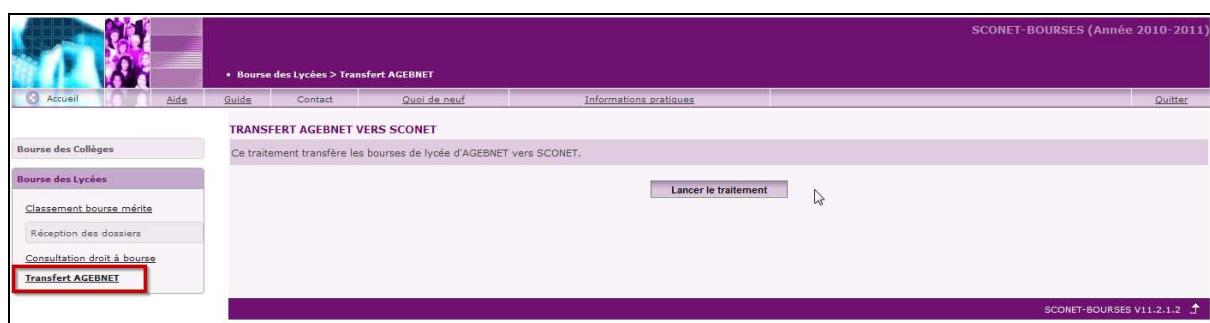 SCONET-BOURSES (Année 2010-2011)
• Bourse des Lycées > Transfert AGEBNET
Accueil Aide Guide Contact Quoi de neuf Informations pratiques Quitter
TRANSFERT AGEBNET VERS SCONET
Bourse des Collèges
Ce traitement transfère les bourses de lycée d'AGEBNET vers SCONET.
Bourse des Lycées
Lancer le traitement
Classement bourse mérite
Réception des dossiers
Consultation droit à bourse
Transfert AGEBNET
SCONET-BOURSES V11.2.1.2